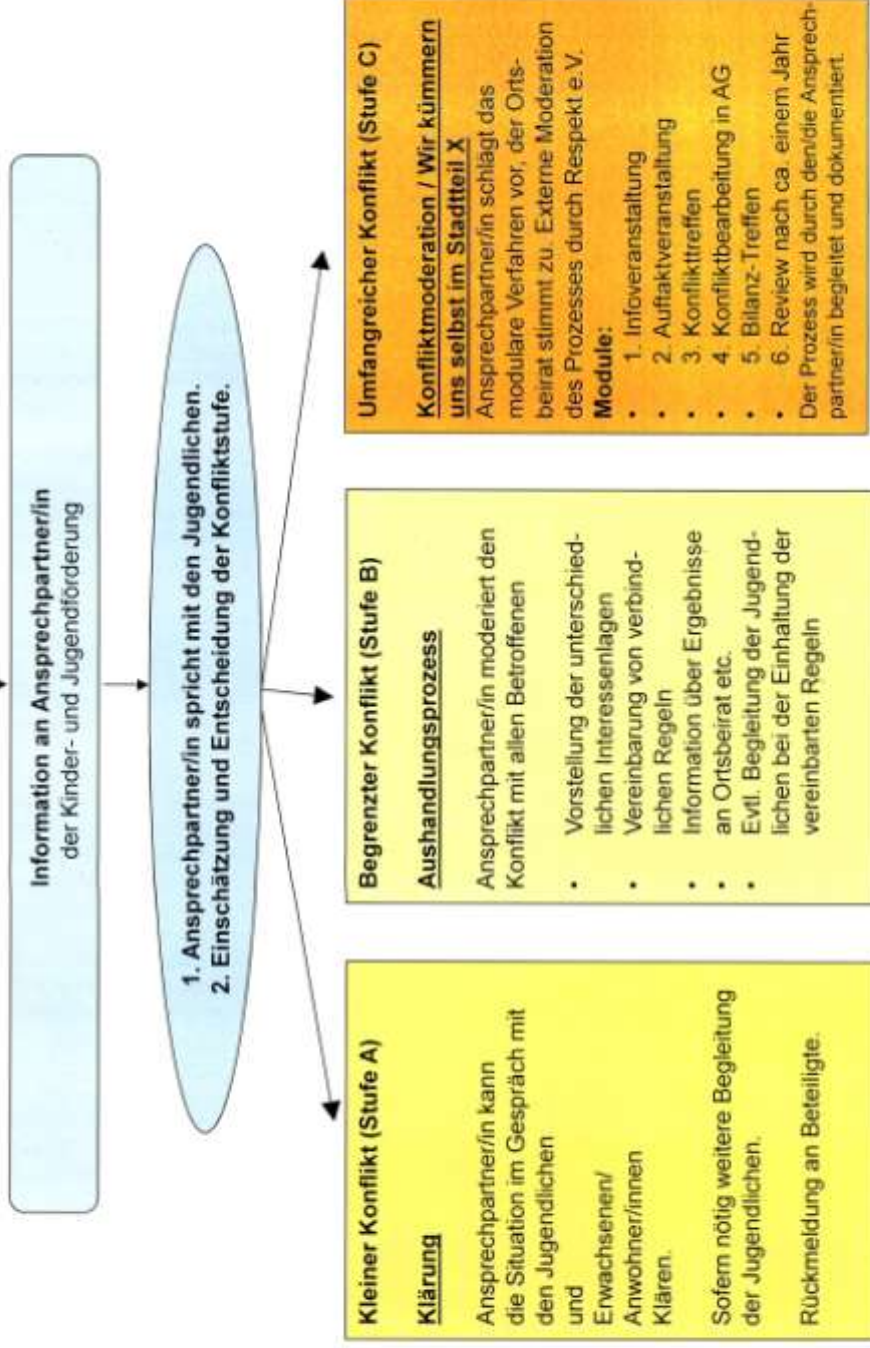 Information an Ansprechpartner/in
der Kinder- und Jugendförderung
1. Ansprechpartner/in spricht mit den Jugendlichen.
2. Einschätzung und Entscheidung der Konfliktstufe.
Kleiner Konflikt (Stufe A)
Klärung
Ansprechpartner/in kann
die Situation im Gespräch mit
den Jugendlichen
und
Erwachsenen/
Anwohner/innen
Klären.
Sofern nötig weitere Begleitung
der Jugendlichen.
Rückmeldung an Beteiligte.
Begrenzter Konflikt (Stufe B)
Aushandlungsprozess
Ansprechpartner/in moderiert den
Konflikt mit allen Betroffenen
• Vorstellung der unterschied-
lichen Interessenlagen
• Vereinbarung von verbind-
lichen Regeln
• Information über Ergebnisse
• an Ortsbeirat etc.
• Evtl. Begleitung der Jugend-
lichen bei der Einhaltung der
vereinbarten Regeln
Umfangreicher Konflikt (Stufe C)
Konfliktmoderation / Wir kümmern
uns selbst im Stadtteil X
Ansprechpartner/in schlägt das
modulare Verfahren vor, der Orts-
beirat stimmt zu. Externe Moderation
des Prozesses durch Respekt e.V.
Module:
• 1. Infoveranstaltung
• 2. Auftaktveranstaltung
• 3. Konflikttreffen
• 4. Konfliktbearbeitung in AG
• 5. Bilanz-Treffen
• 6. Review nach ca. einem Jahr
Der Prozess wird durch den/die Ansprech-
partner/in begleitet und dokumentiert.